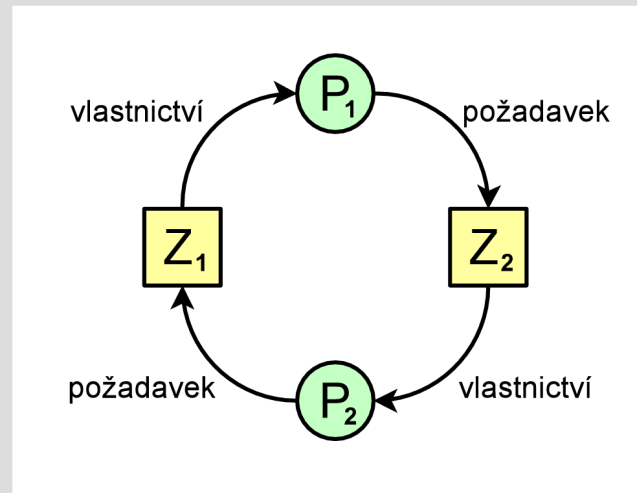 P1
vlastnictví
požadavek
Z1
Z2
požadavek
vlastnictví
P2